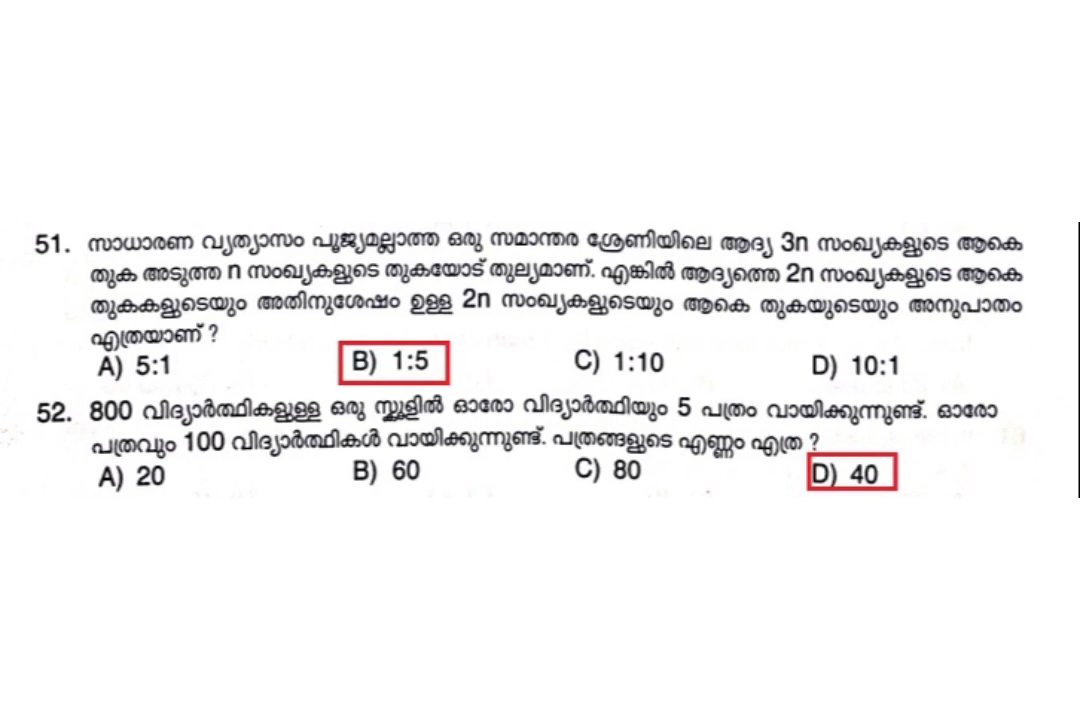 51. സാധാരണ വ്യത്യാസം പൂജ്യമല്ലാത്ത ഒരു സമാന്തര ശ്രേണിയിലെ ആദ്യ 3n സംഖ്യകളുടെ ആകെ
തുക അടുത്ത n സംഖ്യകളുടെ തുകയോട് തുല്യമാണ്. എങ്കിൽ ആദ്യത്തെ 2n സംഖ്യകളുടെ ആകെ
തുകകളുടെയും അതിനുശേഷം ഉള്ള 2n സംഖ്യകളുടെയും ആകെ തുകയുടെയും അനുപാതം
എത്രയാണ് ?
A) 5:1 B) 1:5 C) 1:10 D) 10:1
52. 800 വിദ്യാർത്ഥികളുള്ള ഒരു സ്കൂളിൽ ഓരോ വിദ്യാർത്ഥിയും 5 പത്രം വായിക്കുന്നുണ്ട്. ഓരോ
പത്രവും 100 വിദ്യാർത്ഥികൾ വായിക്കുന്നുണ്ട്. പത്രങ്ങളുടെ എണ്ണം എത്ര ?
A) 20 B) 60 C) 80 D) 40